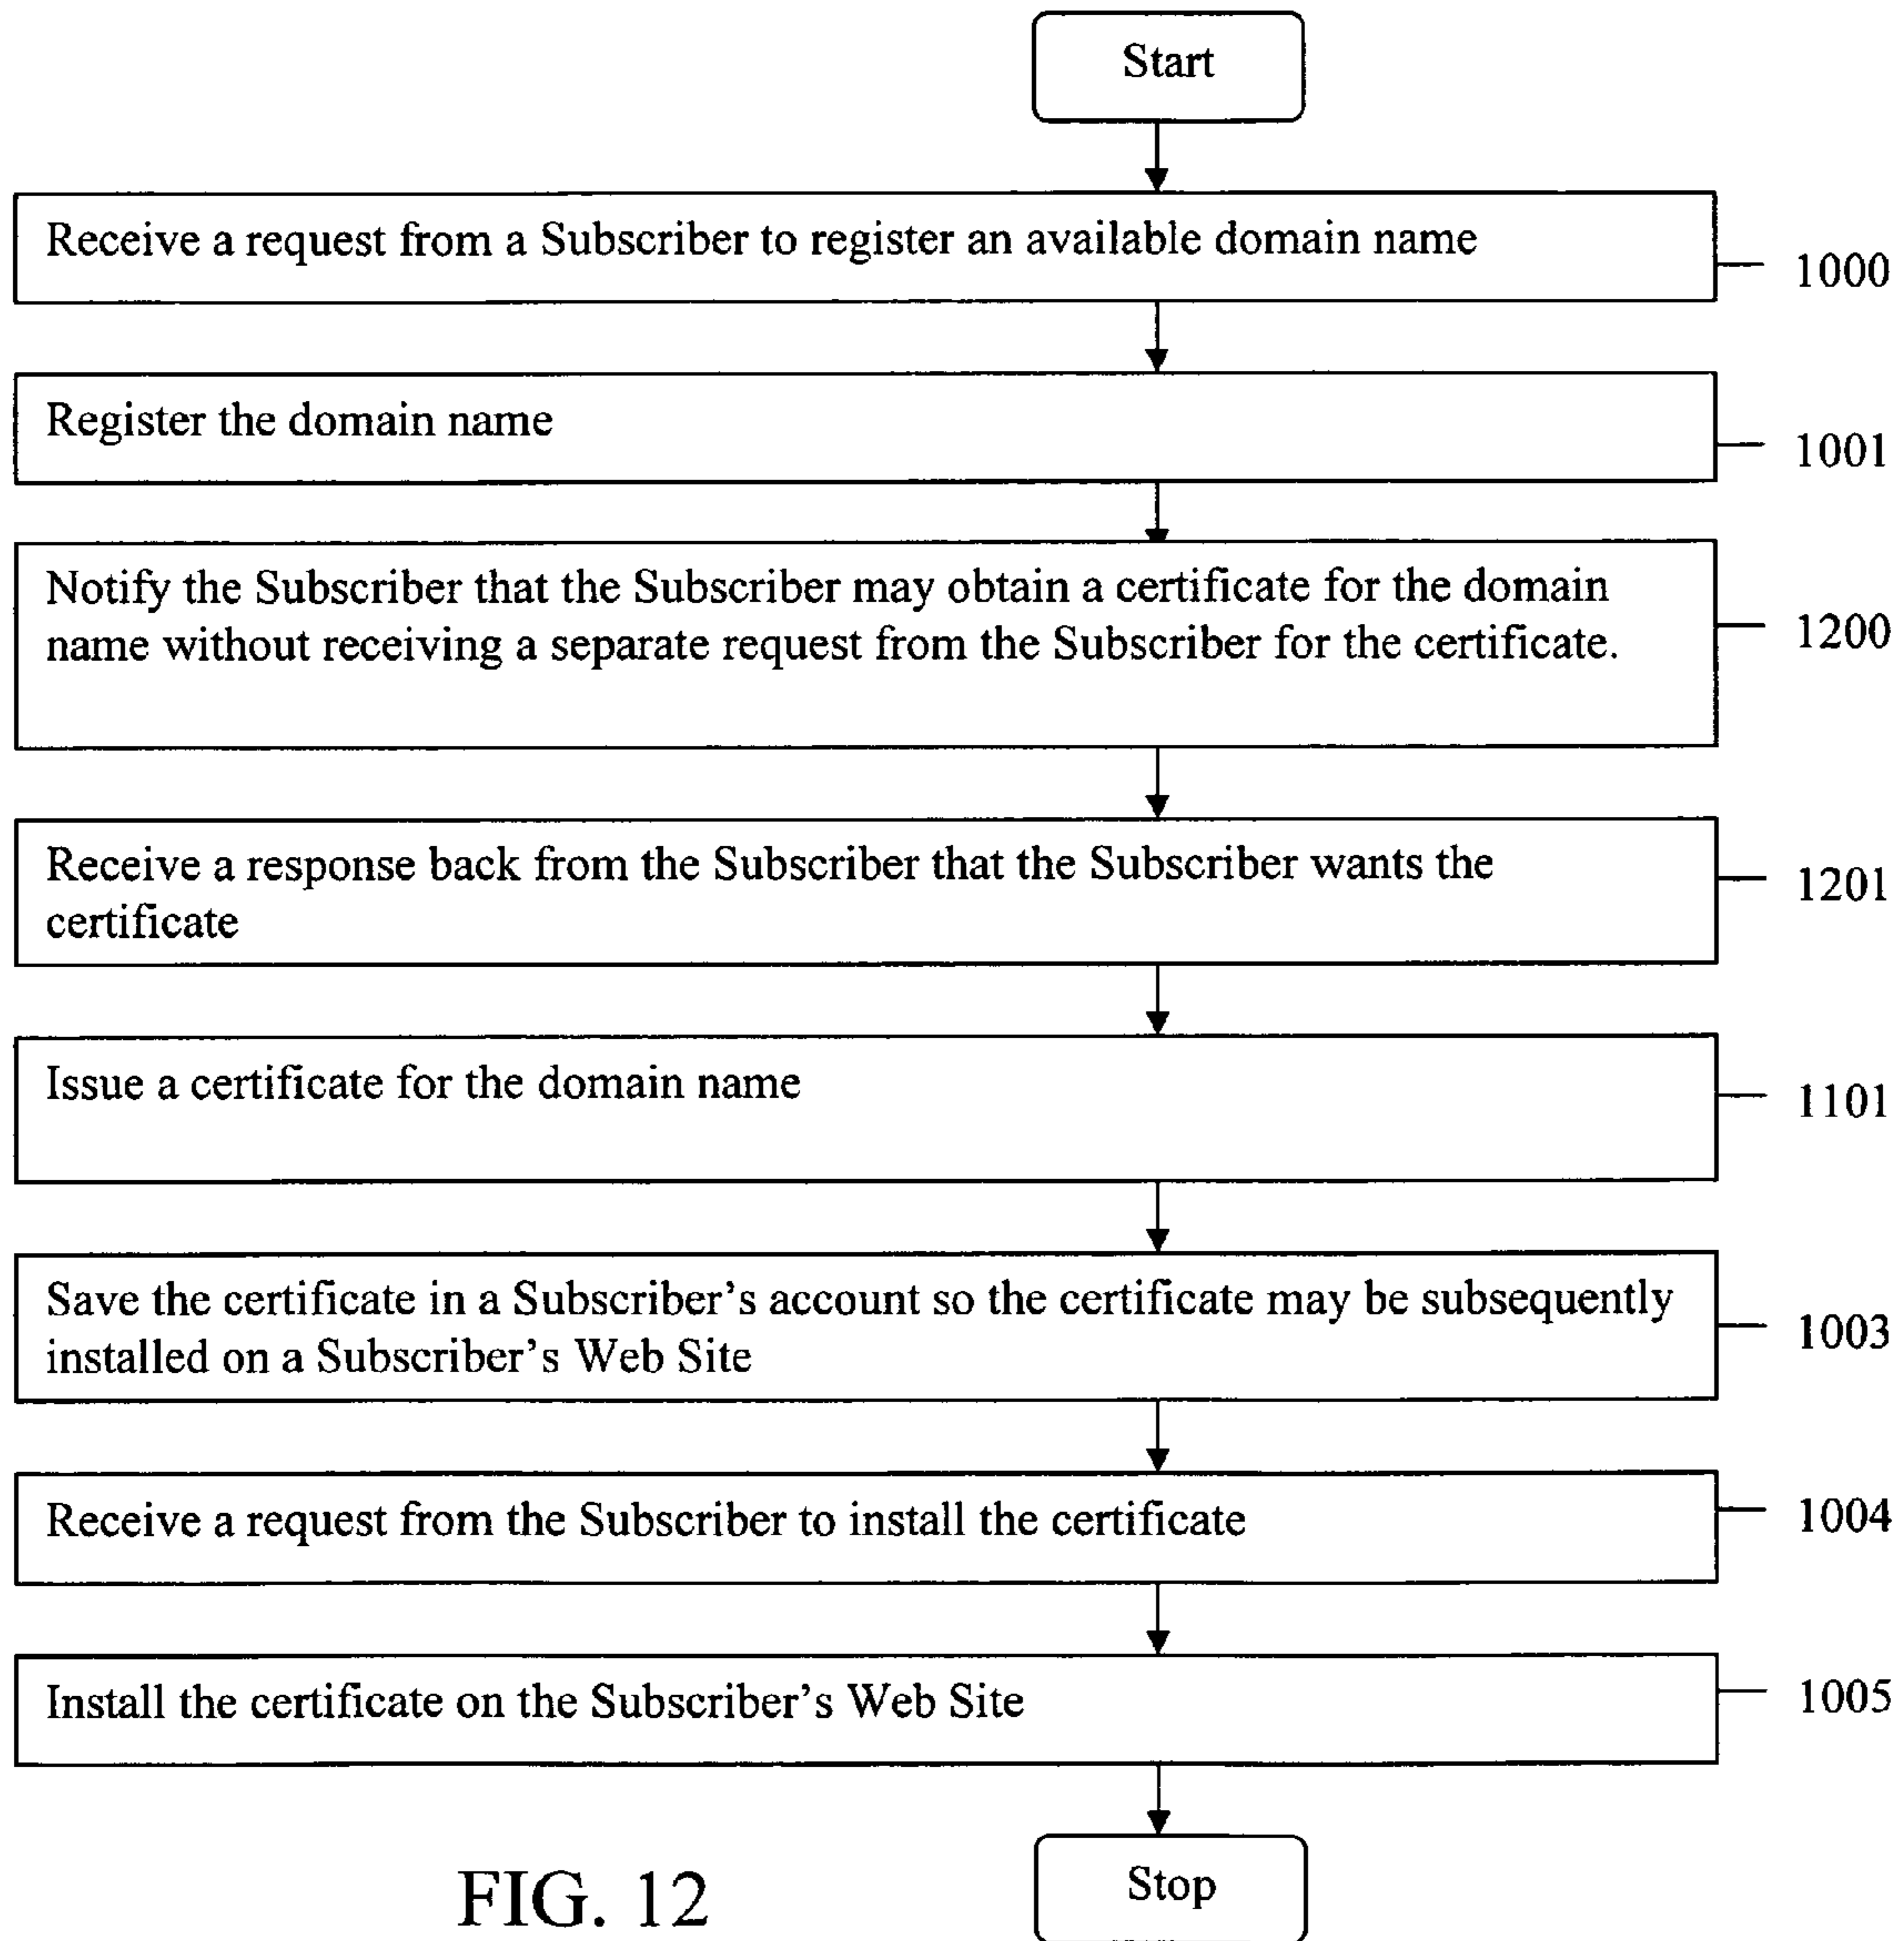 Start
Receive a request from a Subscriber to register an available domain name
1000
Register the domain name
1001
Notify the Subscriber that the Subscriber may obtain a certificate for the domain
name without receiving a separate request from the Subscriber for the certificate.
1200
Receive a response back from the Subscriber that the Subscriber wants the
certificate
1201
Issue a certificate for the domain name
1101
Save the certificate in a Subscriber’s account so the certificate may be subsequently
installed on a Subscriber’s Web Site
1003
Receive a request from the Subscriber to install the certificate
1004
Install the certificate on the Subscriber’s Web Site
1005
Stop
FIG. 12